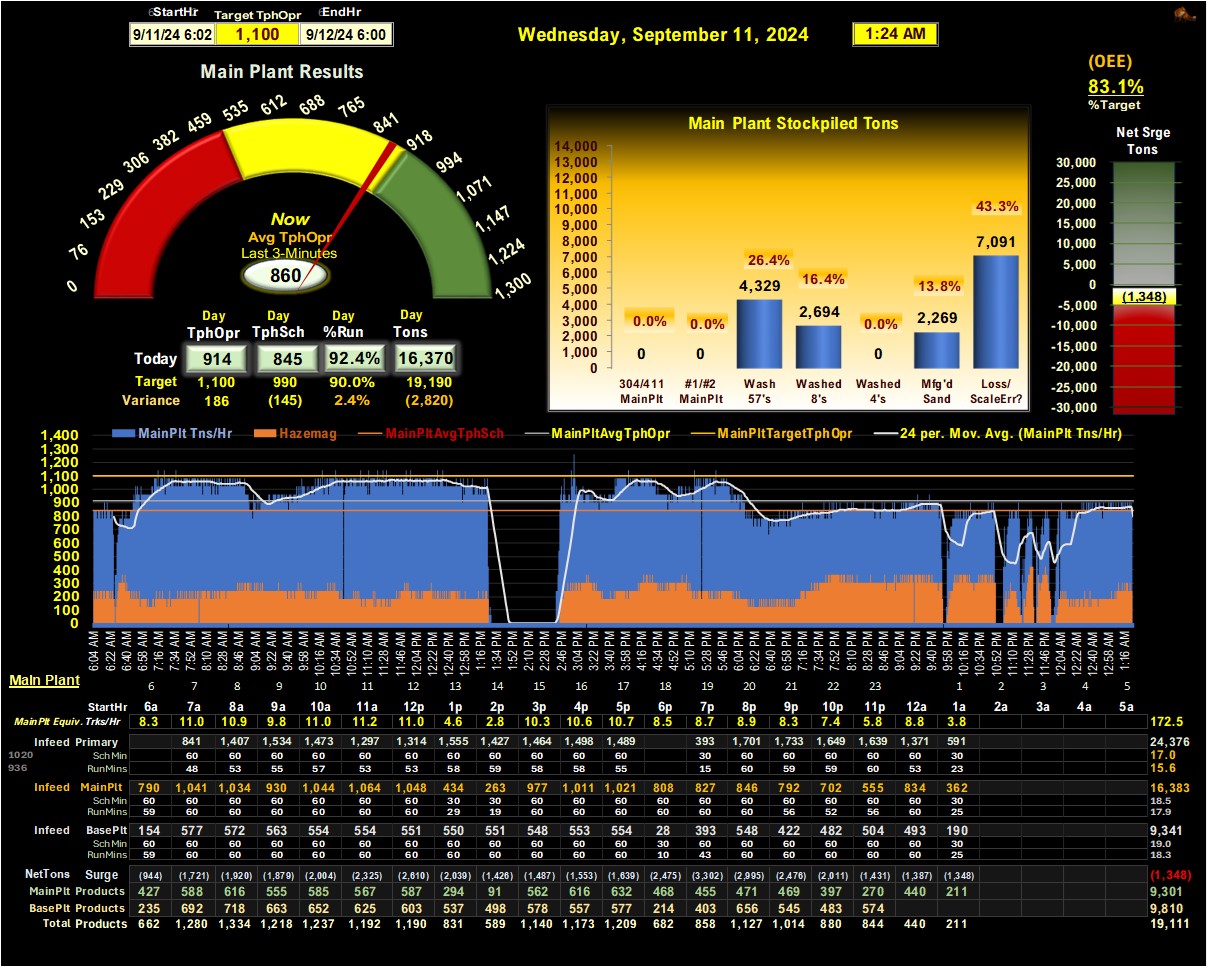 StartHr Target TphOpr EndHr
9/11/24 6:02 1,100 9/12/24 6:00
Wednesday, September 11, 2024 1:24 AM
(OEE)
83.1%
%Target
Main Plant Results
0 76 153 229 306 382 459 535 612 688 765 841 918 994 1,071 1,147 1,224 1,300
Now
Avg TphOpr
Last 3-Minutes
860
Day Day Day Day
TphOpr TphSch %Run Tons
Today 914 845 92.4% 16,370
Target 1,100 990 90.0% 19,190
Variance 186 (145) 2.4% (2,820)
Main Plant Stockpiled Tons
14,000
13,000
12,000
11,000
10,000
9,000
8,000
7,000
6,000
5,000
4,000
3,000
2,000
1,000
0
0.0% 0.0% 26.4% 16.4% 0.0% 13.8% 43.3%
0 0 4,329 2,694 0 2,269 7,091
304/411 #1/#2 Wash Washed Washed Mfg'd Loss/
MainPlt MainPlt 57's 8's 4's Sand ScaleErr?
Net Srge
Tons
30,000
25,000
20,000
15,000
10,000
5,000
0
(1,348)
-5,000
-10,000
-15,000
-20,000
-25,000
-30,000
MainPlt Tns/Hr Hazemag MainPltAvgTphSch MainPltAvgTphOpr MainPltTargetTphOpr 24 per. Mov. Avg. (MainPlt Tns/Hr)
1,400
1,300
1,200
1,100
1,000
900
800
700
600
500
400
300
200
100
0
6:04 AM 6:22 AM 6:40 AM 6:58 AM 7:34 AM 7:52 AM 8:10 AM 8:28 AM 8:46 AM 9:04 AM 9:22 AM 9:40 AM 9:58 AM 10:16 AM 10:34 AM 10:52 AM 11:10 AM 11:28 AM 11:46 AM 12:04 PM 12:22 PM 12:40 PM 12:58 PM 1:16 PM 1:34 PM 1:52 PM 2:10 PM 2:28 PM 2:46 PM 3:04 PM 3:22 PM 3:40 PM 3:58 PM 4:16 PM 4:34 PM 4:52 PM 5:10 PM 5:28 PM 5:46 PM 6:04 PM 6:22 PM 6:40 PM 6:58 PM 7:16 PM 7:34 PM 7:52 PM 8:10 PM 8:28 PM 8:46 PM 9:04 PM 9:22 PM 9:40 PM 9:58 PM 10:16 PM 10:34 PM 10:52 PM 11:10 PM 11:28 PM 11:46 PM 12:04 AM 12:22 AM 12:40 AM 12:58 AM 1:16 AM
Main Plant 6 7 8 9 10 11 12 13 14 15 16 17 18 19 20 21 22 23 1 2 3 4 5
StartHr 6a 7a 8a 9a 10a 11a 12p 1p 2p 3p 4p 5p 6p 7p 8p 9p 10p 11p 12a 1a 2a 3a 4a 5a
MainPlt Equiv. Trks/Hr 8.3 11.0 10.9 9.8 11.0 11.2 11.0 4.6 2.8 10.3 10.6 10.7 8.5 8.7 8.9 8.3 7.4 5.8 8.8 3.8 172.5
Infeed Primary 841 1,407 1,534 1,473 1,297 1,314 1,555 1,427 1,464 1,498 1,489 393 1,701 1,733 1,649 1,639 1,371 591 24,376
1020 Sch Min 60 60 60 60 60 60 60 60 60 60 60 30 60 60 60 60 60 30 17.0
936 RunMins 48 53 55 57 53 53 58 59 58 58 55 15 60 59 59 60 53 23 15.6
Infeed MainPlt 790 1,041 1,034 930 1,044 1,064 1,048 434 263 977 1,011 1,021 808 827 846 792 702 555 834 362 16,383
Sch Min 60 60 60 60 60 60 60 30 30 60 60 60 60 60 60 60 60 60 60 30 18.5
RunMins 59 60 60 60 60 60 60 29 19 60 60 60 60 60 60 56 52 56 60 25 17.9
Infeed BasePlt 154 577 572 563 554 554 551 550 551 548 553 554 28 393 548 422 482 504 493 190 9,341
Sch Min 60 60 60 60 60 60 60 60 60 60 60 60 30 60 60 60 60 60 60 30 19.0
RunMins 59 60 60 60 60 60 60 60 60 60 60 60 10 43 60 60 60 60 60 25 18.3
NetTons Surge (944) (1,721) (1,920) (1,879) (2,004) (2,325) (2,610) (2,039) (1,426) (1,487) (1,553) (1,639) (2,475) (3,302) (2,995) (2,476) (2,011) (1,431) (1,387) (1,348) (1,348)
MainPlt Products 427 588 616 555 585 567 587 294 91 562 616 632 468 455 471 469 397 270 440 211 9,301
BasePlt Products 235 692 718 663 652 625 603 537 498 578 557 577 214 403 656 545 483 574 9,810
Total Products 662 1,280 1,334 1,218 1,237 1,192 1,190 831 589 1,140 1,173 1,209 682 858 1,127 1,014 880 844 440 211 19,111